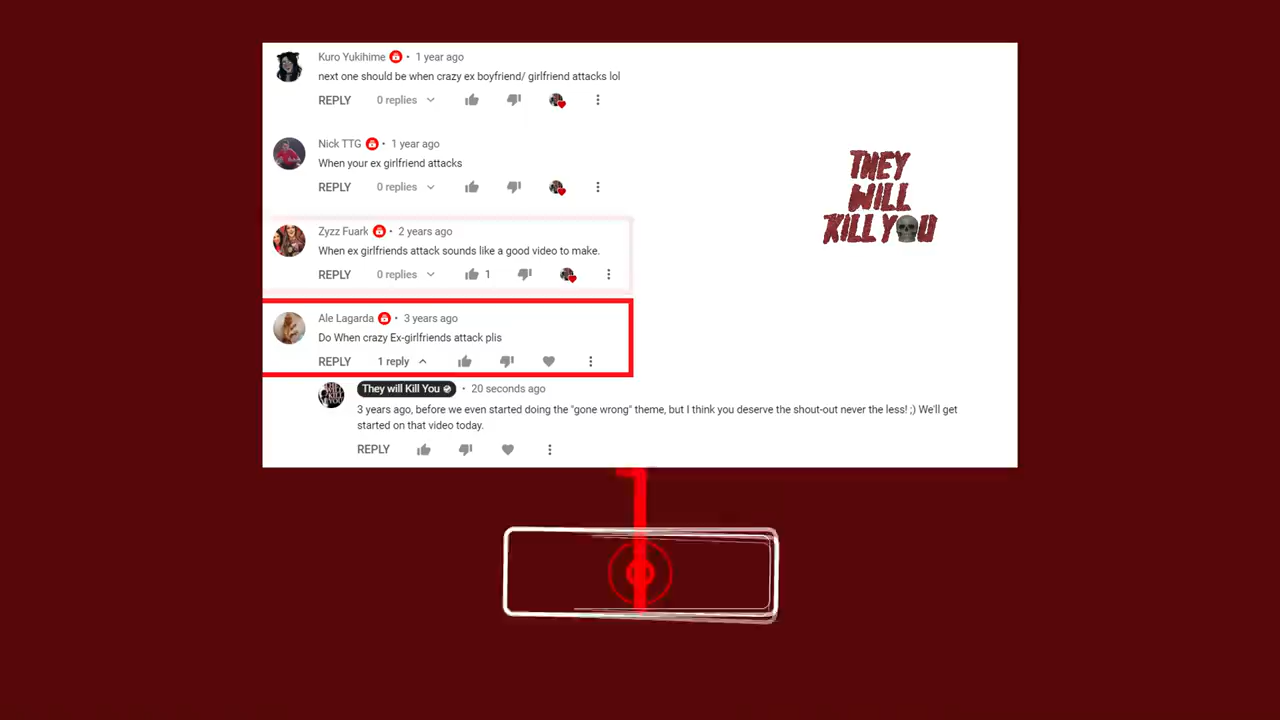 Kuro Yukihime • 1 year ago
next one should be when crazy ex boyfriend/ girlfriend attacks lol
REPLY 0 replies
Nick TTG • 1 year ago
When your ex girlfriend attacks
REPLY 0 replies
THEY
WILL
KILL YOU
Zyzz Fuark • 2 years ago
When ex girlfriends attack sounds like a good video to make.
REPLY 0 replies 1
Ale Lagarda • 3 years ago
Do When crazy Ex-girlfriends attack plis
REPLY 1 reply
They will Kill You • 20 seconds ago
3 years ago, before we even started doing the "gone wrong" theme, but I think you deserve the shout-out never the less! ;) We'll get
started on that video today.
REPLY